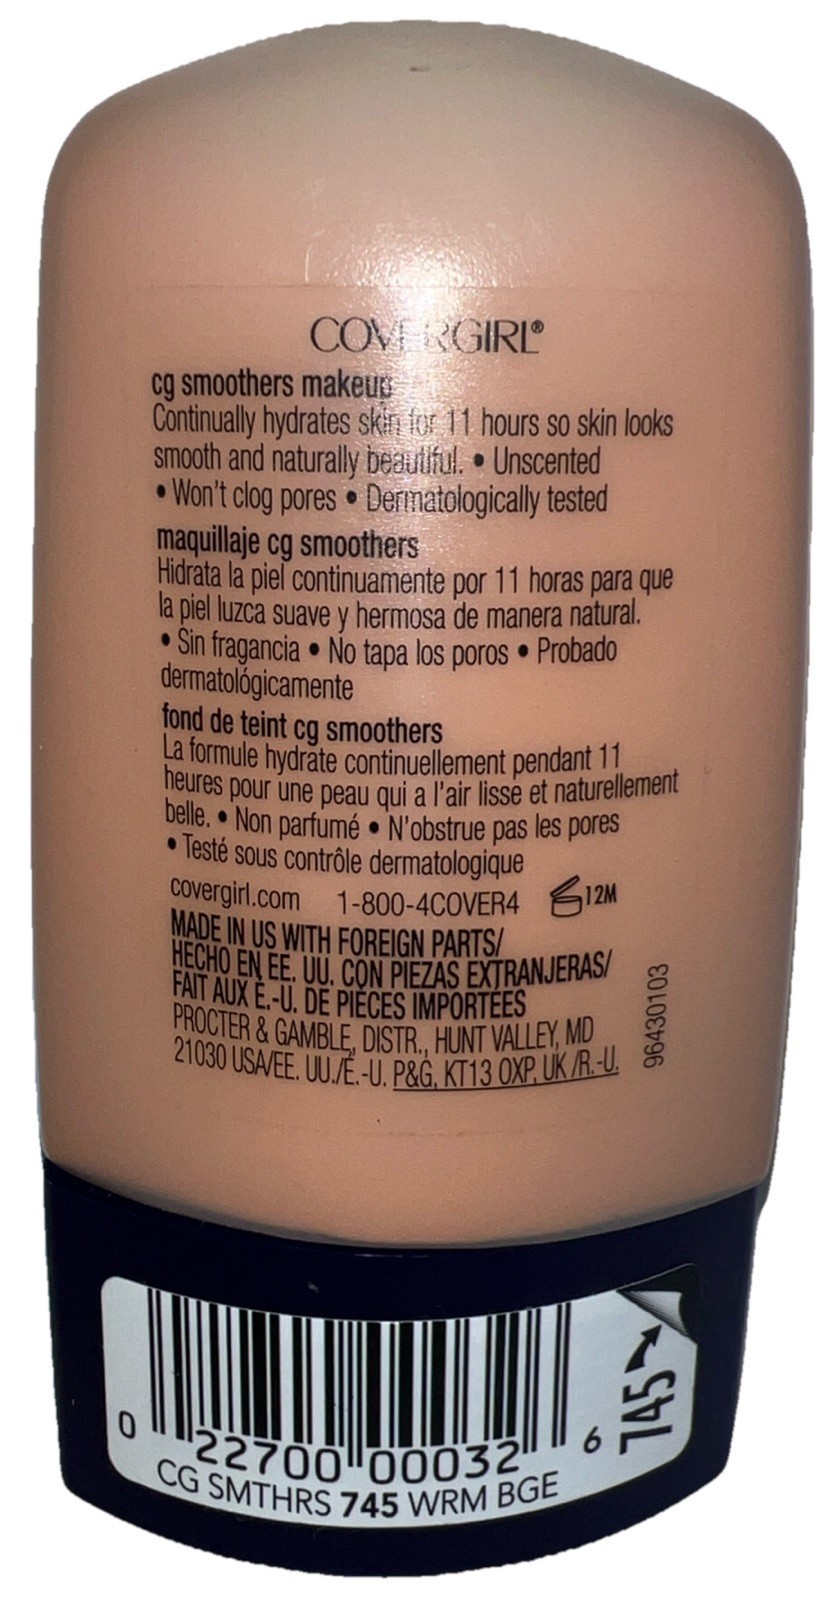 COVERGIRL®
cg smoothers makeup
Continually hydrates skin for 11 hours so skin looks
smooth and naturally beautiful. • Unscented
• Won't clog pores • Dermatologically tested
maquillaje cg smoothers
Hidrata la piel continuamente por 11 horas para que
la piel luzca suave y hermosa de manera natural.
• Sin fragancia • No tapa los poros • Probado
dermatológicamente
fond de teint cg smoothers
La formule hydrate continuellement pendant 11
heures pour une peau qui a l'air lisse et naturellement
belle. • Non parfumé • N'obstrue pas les pores
• Testé sous contrôle dermatologique
covergirl.com 1-800-4COVER4 12M
MADE IN US WITH FOREIGN PARTS/
HECHO EN EE. UU. CON PIEZAS EXTRANJERAS/
FAIT AUX É.-U. DE PIÈCES IMPORTÉES
PROCTER & GAMBLE, DISTR., HUNT VALLEY, MD
21030 USA/EE. UU./É.-U. P&G, KT13 0XP, UK /R.-U.
96430103
0 22700 00032 6
745
CG SMTHRS 745 WRM BGE